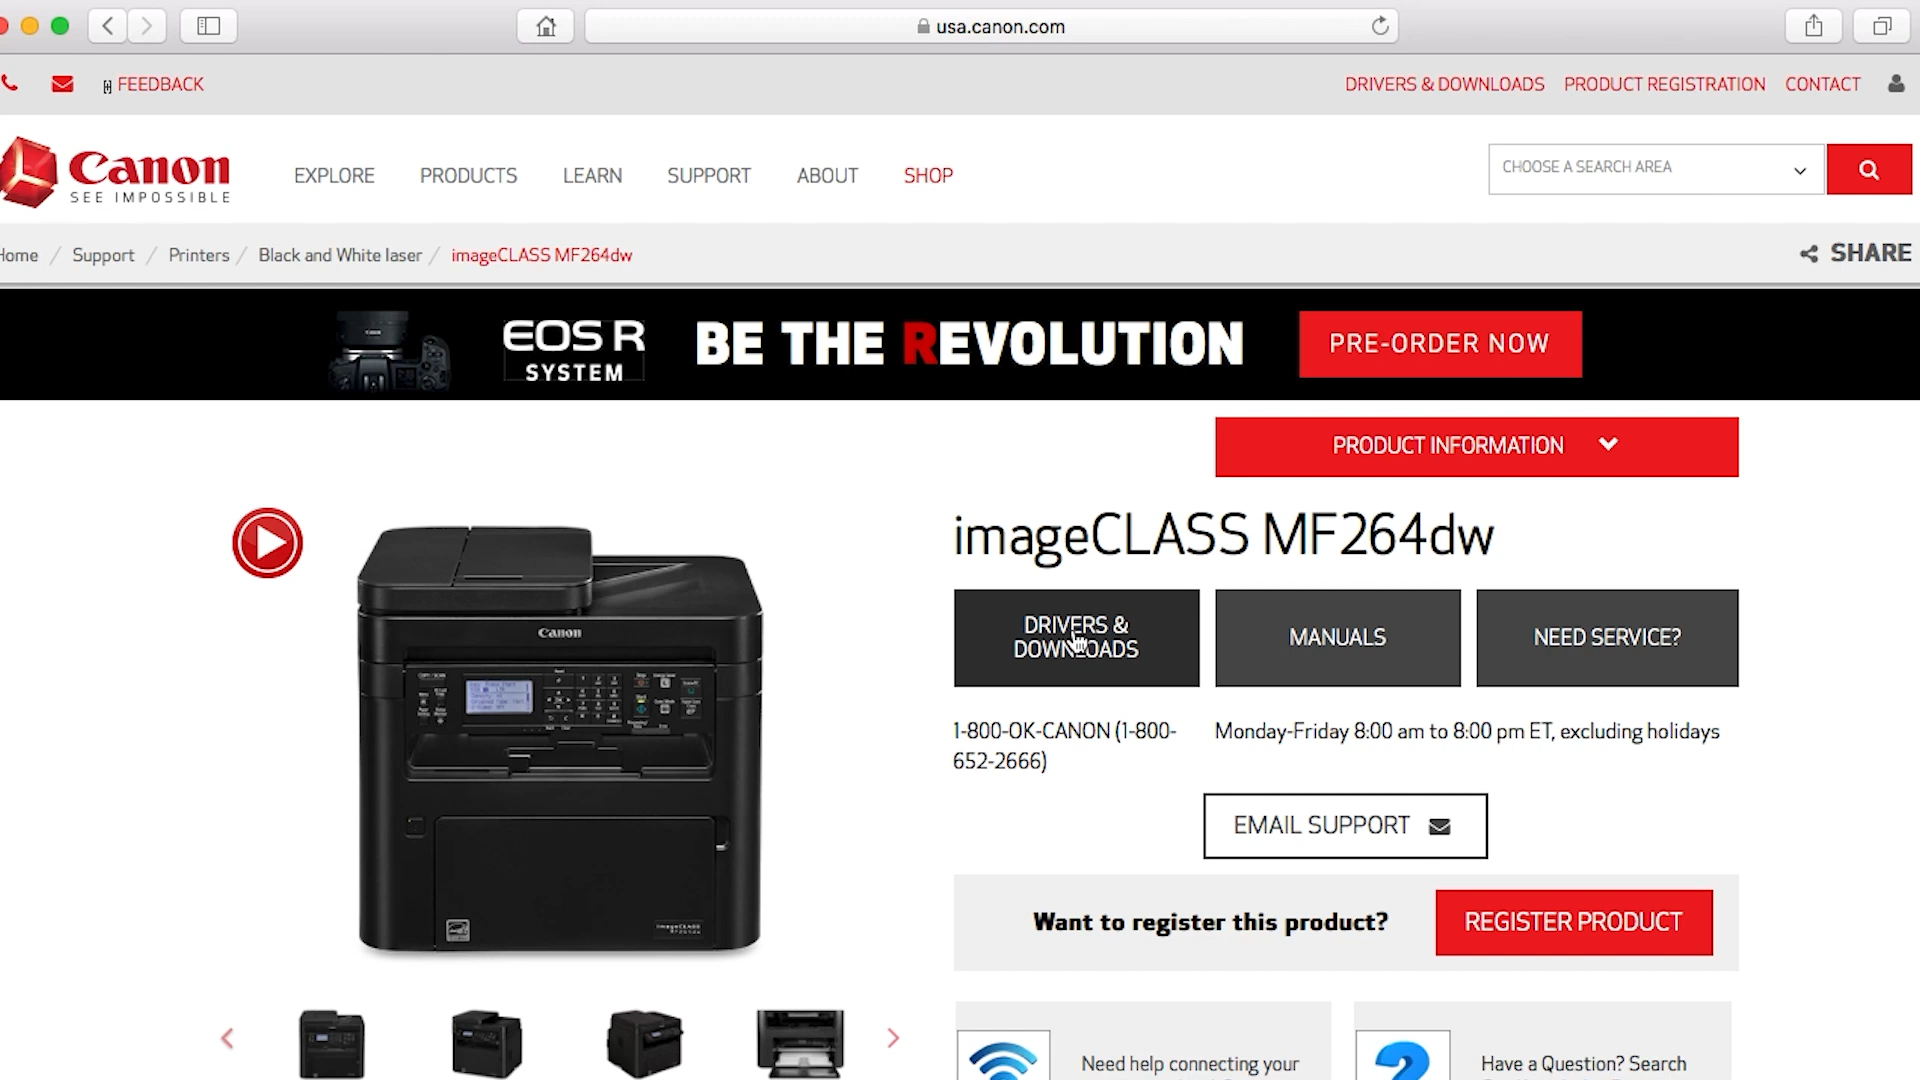 usa.canon.com
FEEDBACK
DRIVERS & DOWNLOADS PRODUCT REGISTRATION CONTACT
Canon
SEE IMPOSSIBLE
EXPLORE PRODUCTS LEARN SUPPORT ABOUT SHOP
CHOOSE A SEARCH AREA
Home / Support / Printers / Black and White laser / imageCLASS MF264dw
SHARE
EOS R
SYSTEM
BE THE REVOLUTION
PRE-ORDER NOW
PRODUCT INFORMATION
imageCLASS MF264dw
DRIVERS &
DOWNLOADS
MANUALS
NEED SERVICE?
Canon
1-800-OK-CANON (1-800-
652-2666)
Monday-Friday 8:00 am to 8:00 pm ET, excluding holidays
EMAIL SUPPORT
Want to register this product?
REGISTER PRODUCT
imageCLASS
Need help connecting your
Have a Question? Search